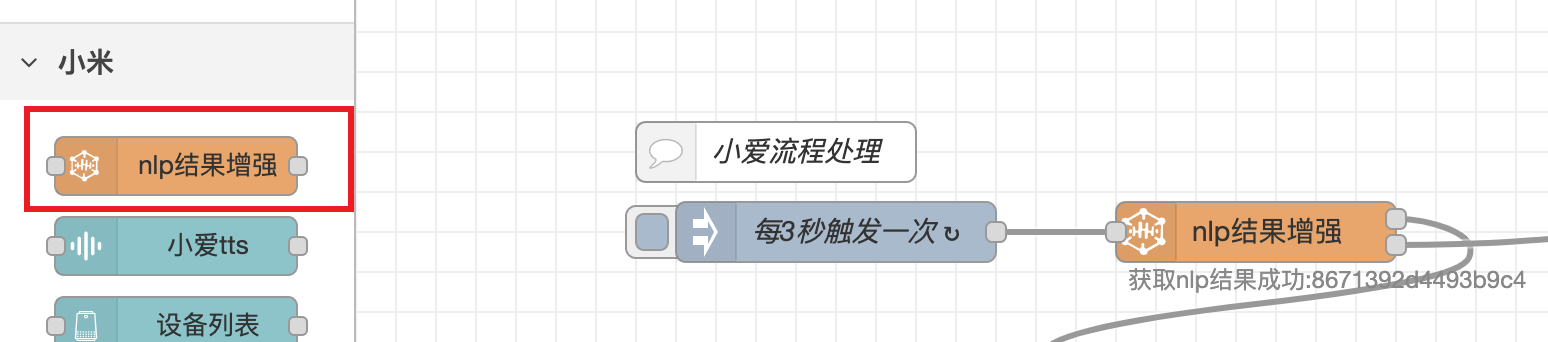 小米
nlp结果增强
小爱tts
设备列表
小爱流程处理
每3秒触发一次 ↻
nlp结果增强
获取nlp结果成功:8671392d4493b9c4